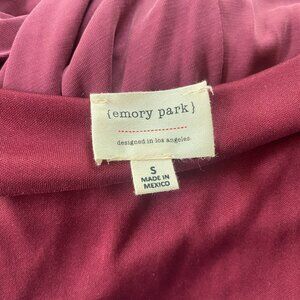 {emory park}
designed in los angeles
S
MADE IN
MEXICO